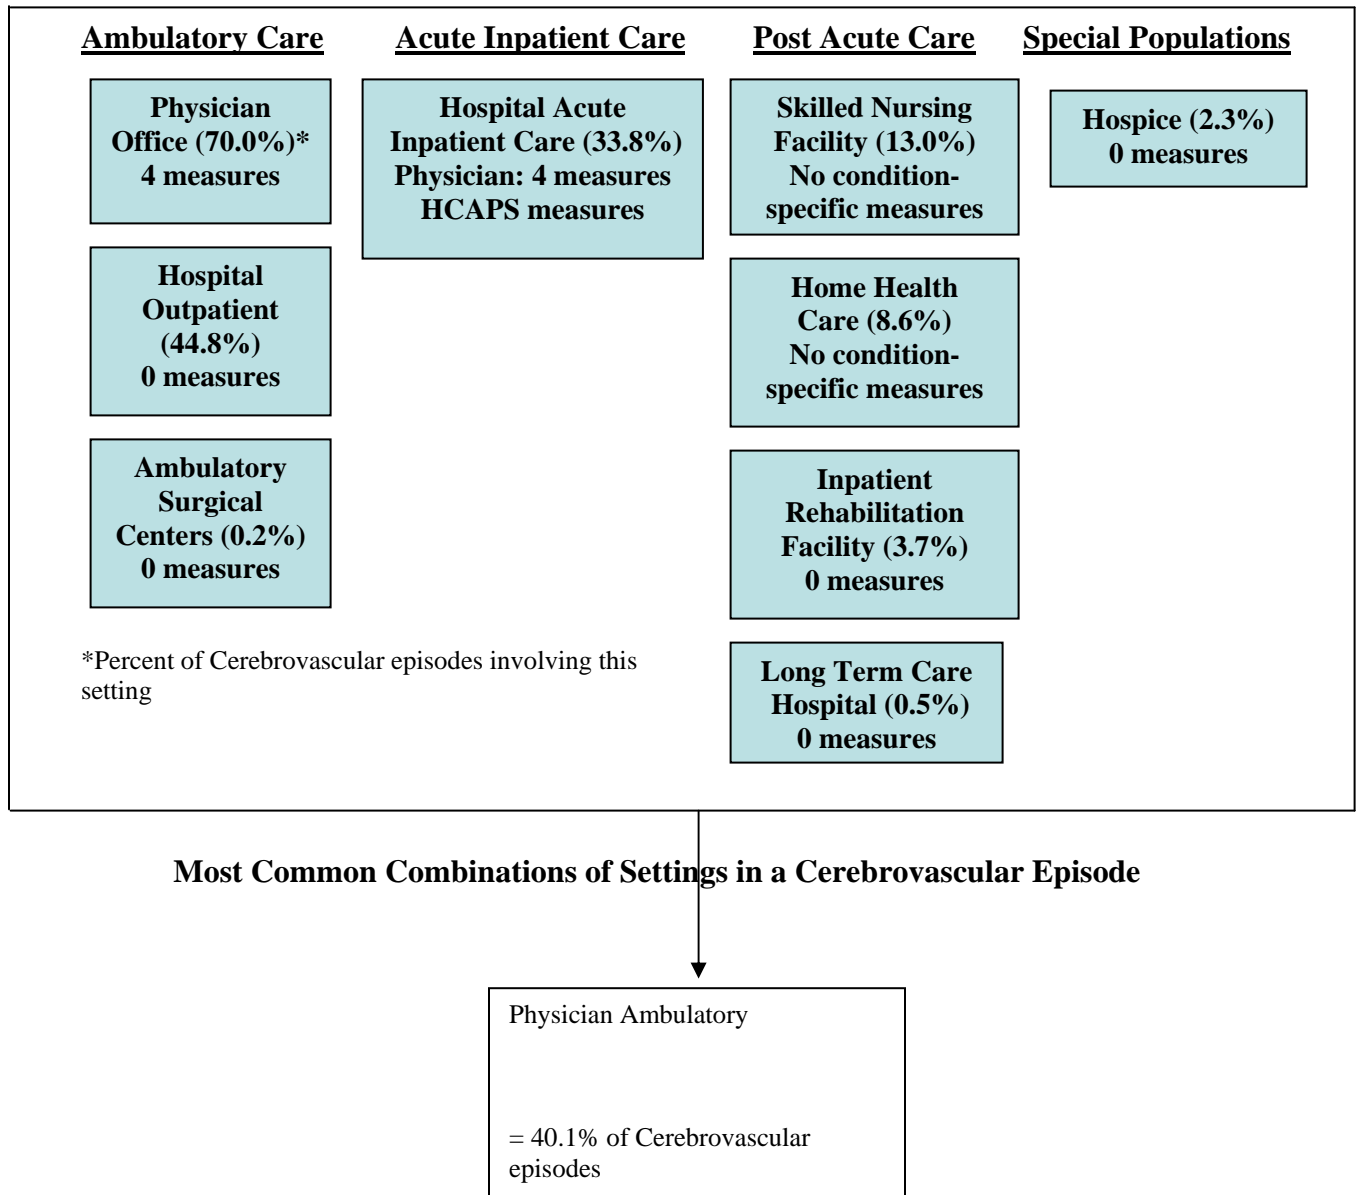 Ambulatory Care
Physician
Office (70.0%)*
4 measures
Hospital
Outpatient
(44.8%)
0 measures
Ambulatory
Surgical
Centers (0.2%)
0 measures
*Percent of Cerebrovascular episodes involving this
setting
Acute Inpatient Care
Hospital Acute
Inpatient Care (33.8%)
Physician: 4 measures
HCAPS measures
Post Acute Care
Skilled Nursing
Facility (13.0%)
No condition-
specific measures
Home Health
Care (8.6%)
No condition-
specific measures
Inpatient
Rehabilitation
Facility (3.7%)
0 measures
Long Term Care
Hospital (0.5%)
0 measures
Special Populations
Hospice (2.3%)
0 measures
Most Common Combinations of Settings in a Cerebrovascular Episode
Physician Ambulatory
= 40.1% of Cerebrovascular
episodes